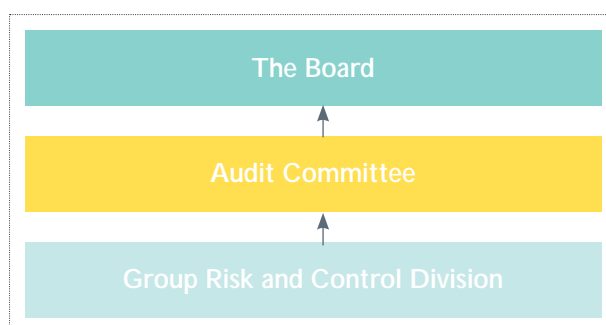 The Board
Audit Committee
Group Risk and Control Division